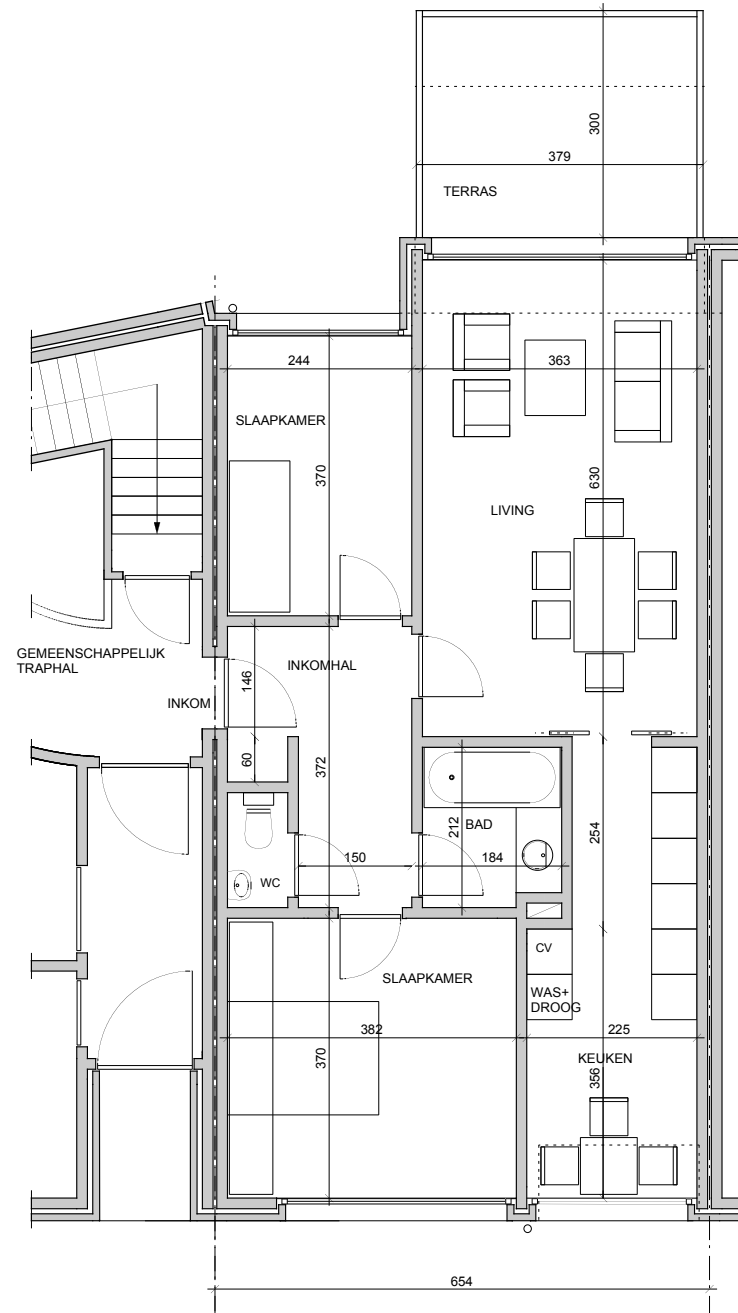 300
379
TERRAS
244
363
SLAAPKAMER
370
630
LIVING
GEMEENSCHAPPELIJK
TRAPHAL
INKOMHAL
146
INKOM
60
372
BAD
212
254
150
184
WC
CV
SLAAPKAMER
WAS+
DROOG
382
225
370
KEUKEN
356
654